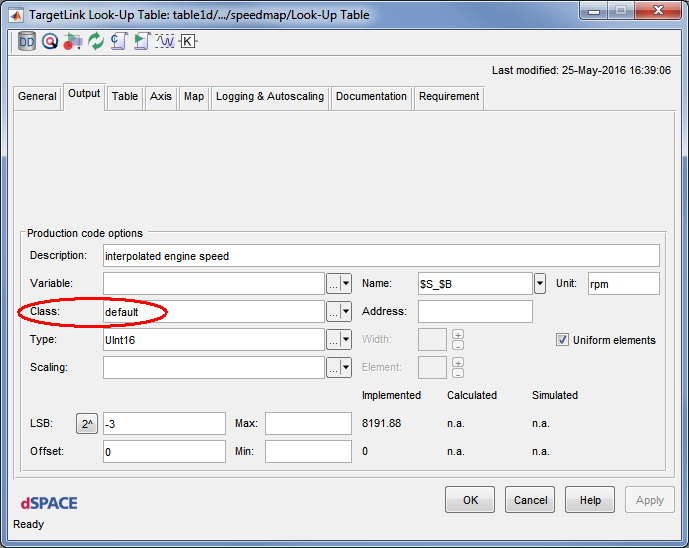 TargetLink Look-Up Table: table1d/.../speedmap/Look-Up Table
DD
Last modified: 25-May-2016 16:39:06
General Output Table Axis Map Logging & Autoscaling Documentation Requirement
Production code options
Description: interpolated engine speed
Variable: ... Name: $S_$B Unit: rpm
Class: default ... Address:
Type: UInt16 ... Width: Uniform elements
Scaling: ... Element:
Implemented Calculated Simulated
LSB: 2^ -3 Max: 8191.88 n.a. n.a.
Offset: 0 Min: 0 n.a. n.a.
dSPACE OK Cancel Help Apply
Ready